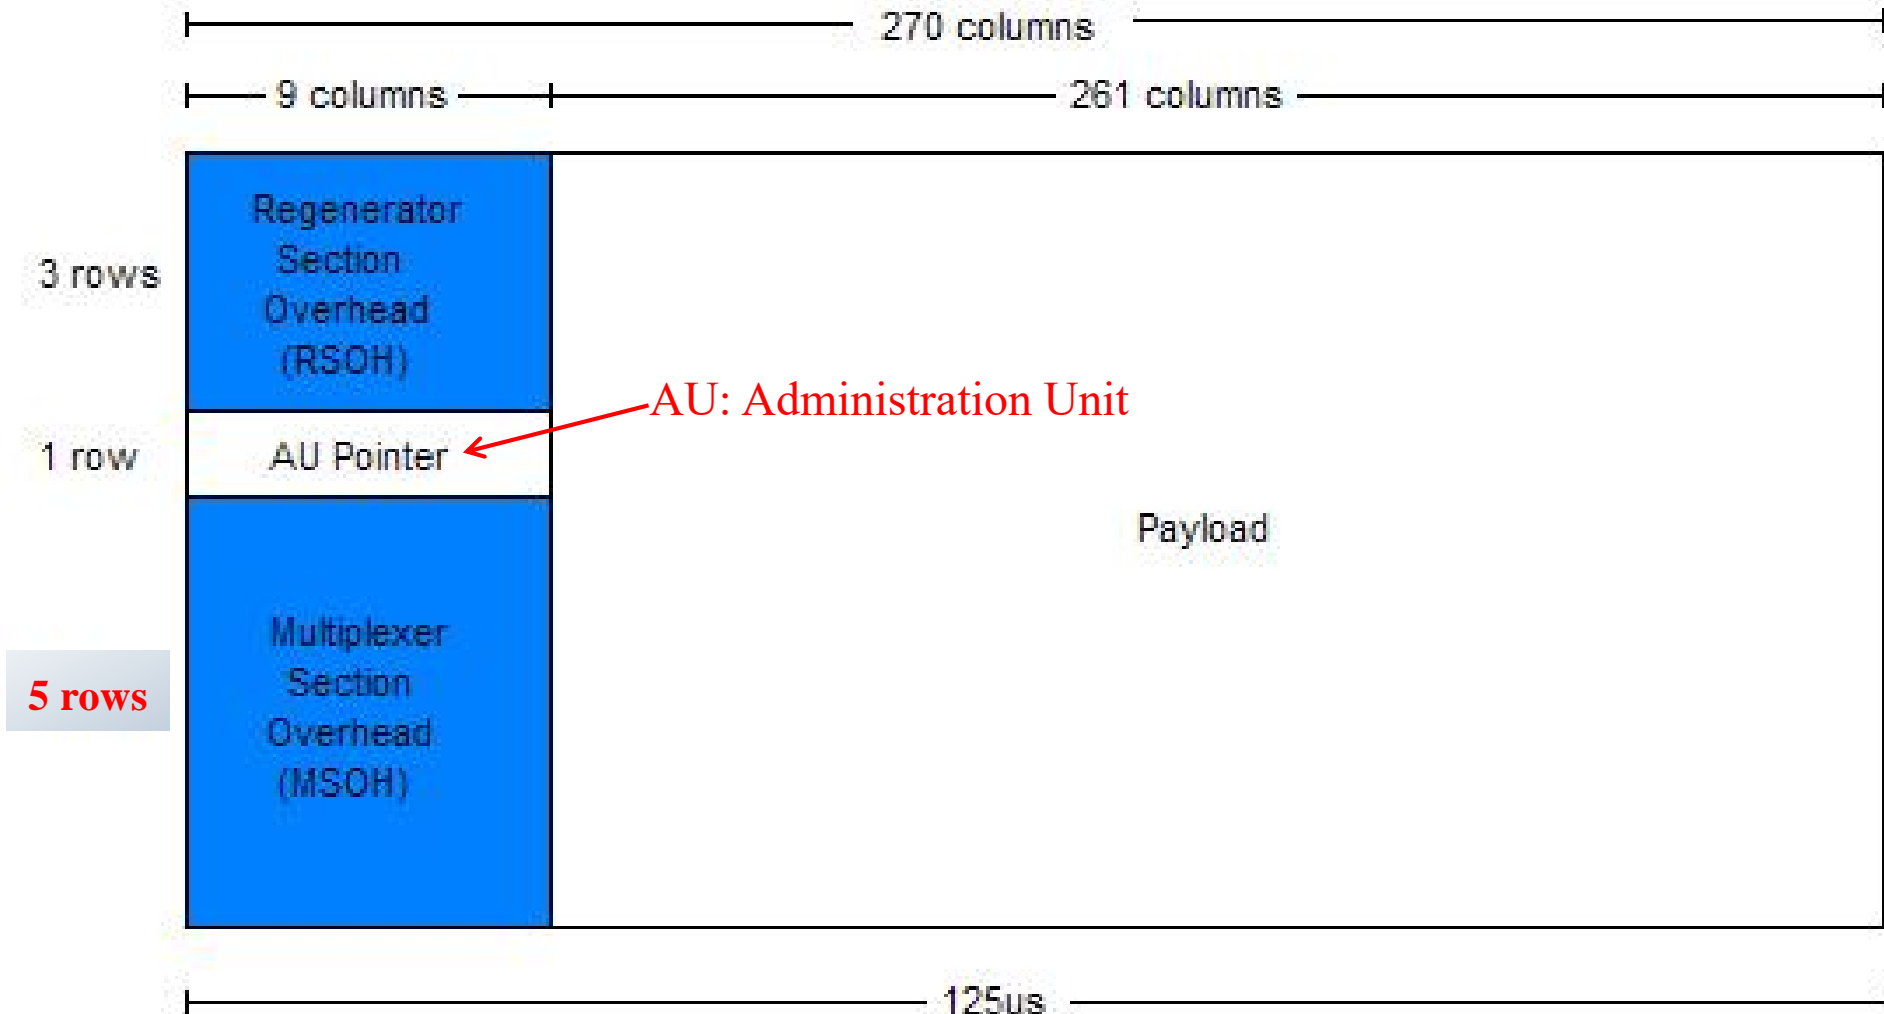 270 columns
9 columns
261 columns
Regenerator
Section
Overhead
(RSOH)
3 rows
AU: Administration Unit
1 row
AU Pointer
Payload
Multiplexer
Section
Overhead
(MSOH)
5 rows
125us